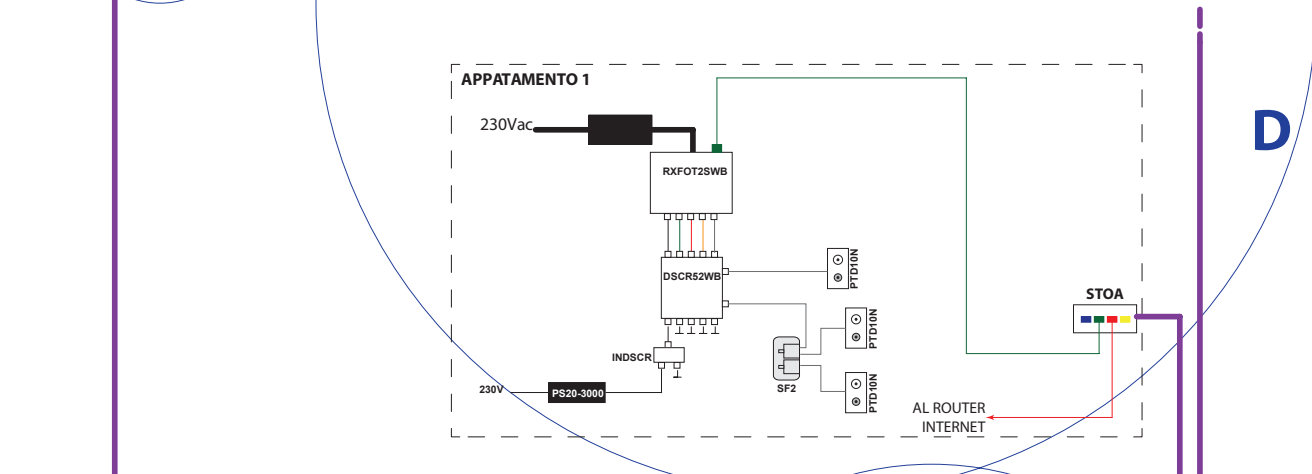 APPATAMENTO 1
230Vac
D
RXFOT2SWB
DSCR52WB
PTD10N
STOA
PTD10N
INDSCR
SF2
PTD10N
230V
PS20-3000
AL ROUTER
INTERNET